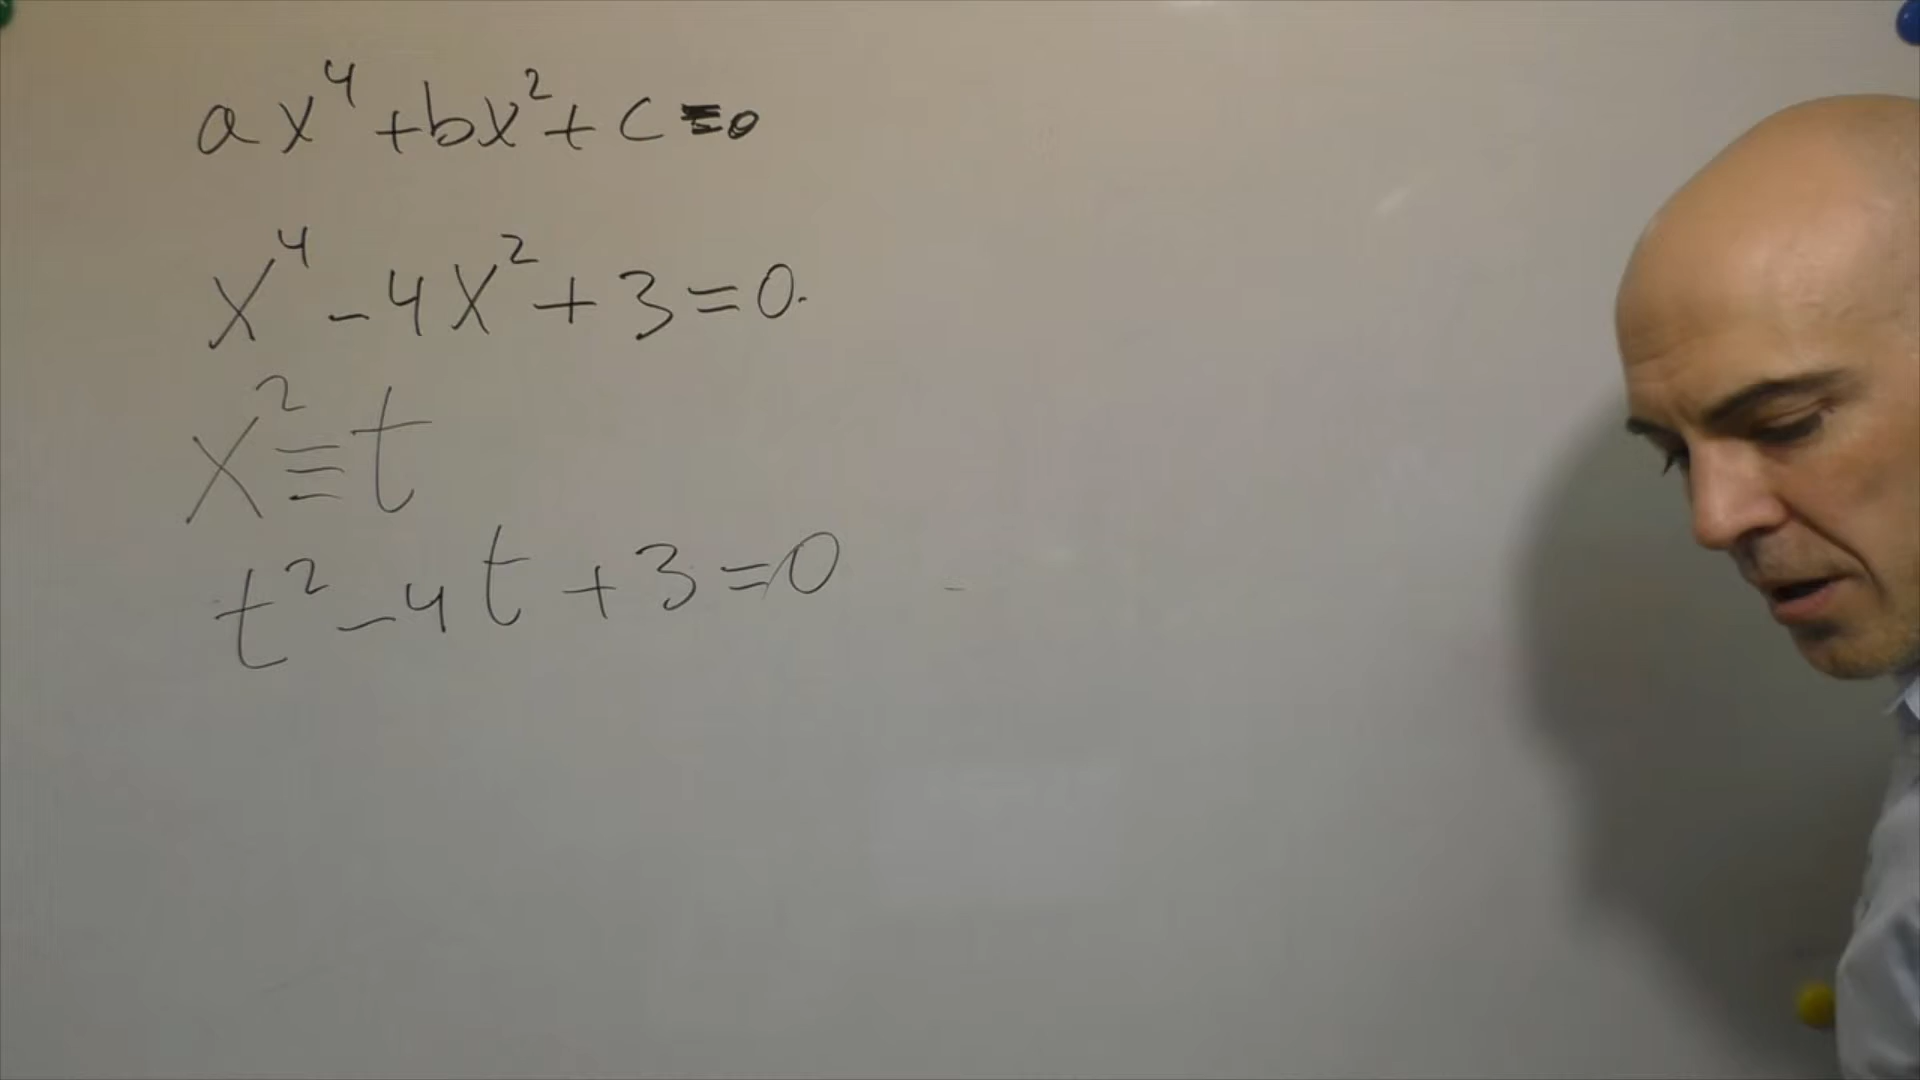 ax⁴+bx²+c=0
x⁴-4x²+3=0.
x²≡t
t²-4t+3=0